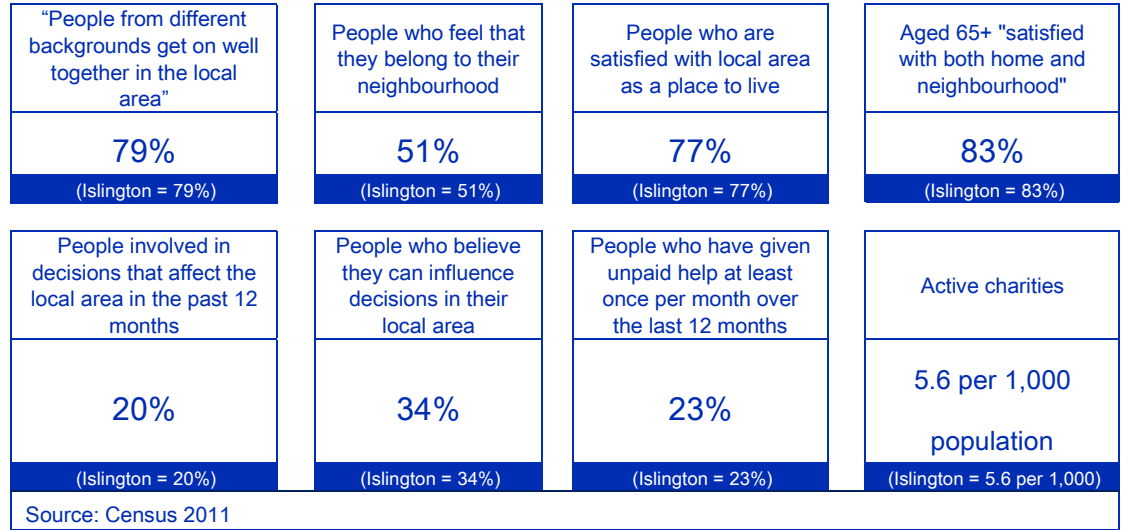 “People from different
backgrounds get on well
together in the local
area”
79%
(Islington = 79%)
People who feel that
they belong to their
neighbourhood
51%
(Islington = 51%)
People who are
satisfied with local area
as a place to live
77%
(Islington = 77%)
Aged 65+ "satisfied
with both home and
neighbourhood"
83%
(Islington = 83%)
People involved in
decisions that affect the
local area in the past 12
months
20%
(Islington = 20%)
People who believe
they can influence
decisions in their
local area
34%
(Islington = 34%)
People who have given
unpaid help at least
once per month over
the last 12 months
23%
(Islington = 23%)
Active charities
5.6 per 1,000
population
(Islington = 5.6 per 1,000)
Source: Census 2011